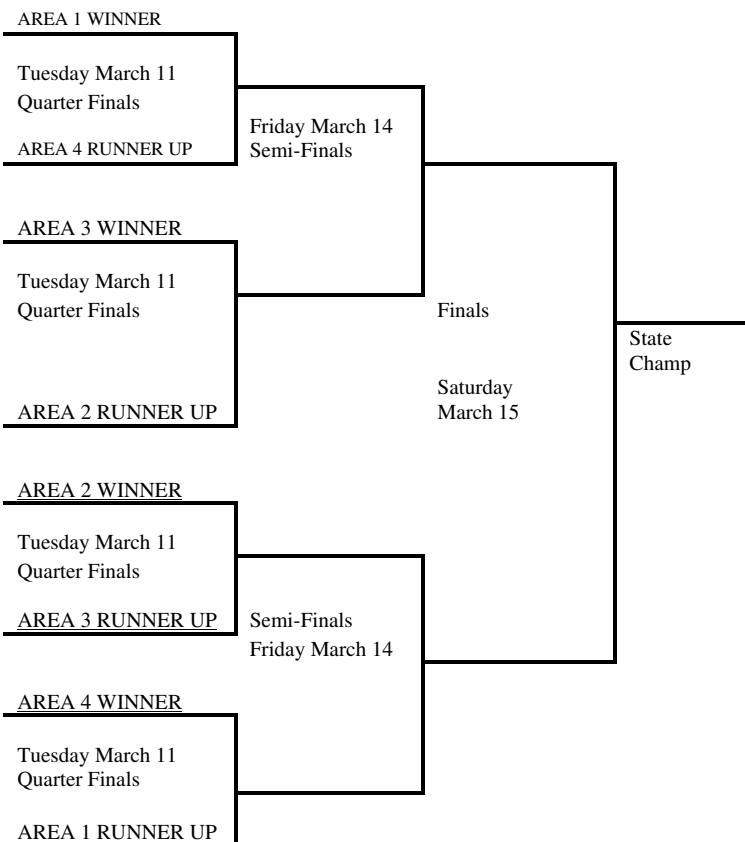 AREA 1 WINNER
Tuesday March 11
Quarter Finals
AREA 4 RUNNER UP
Friday March 14
Semi-Finals
AREA 3 WINNER
Tuesday March 11
Quarter Finals
AREA 2 RUNNER UP
Finals
Saturday
March 15
State
Champ
AREA 2 WINNER
Tuesday March 11
Quarter Finals
AREA 3 RUNNER UP
Semi-Finals
Friday March 14
AREA 4 WINNER
Tuesday March 11
Quarter Finals
AREA 1 RUNNER UP